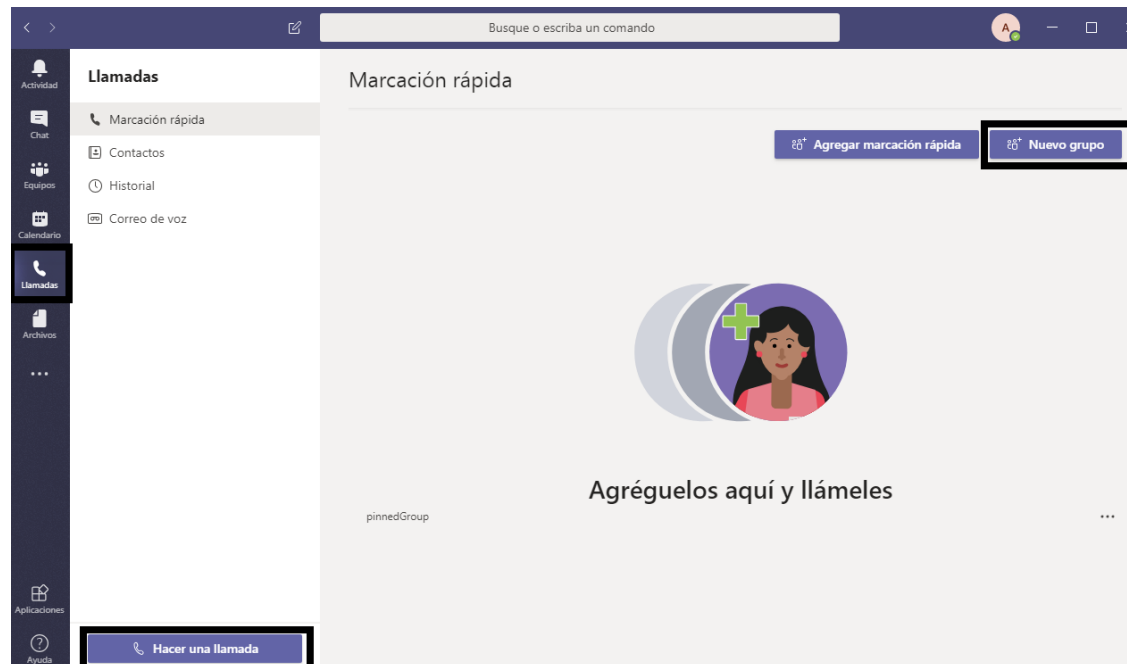 Busque o escriba un comando
A
Actividad
Chat
Equipos
Calendario
Llamadas
Archivos
Aplicaciones
Ayuda
Llamadas
Marcación rápida
Contactos
Historial
Correo de voz
Hacer una llamada
Marcación rápida
Agregar marcación rápida
Nuevo grupo
Agréguelos aquí y llámeles
pinnedGroup